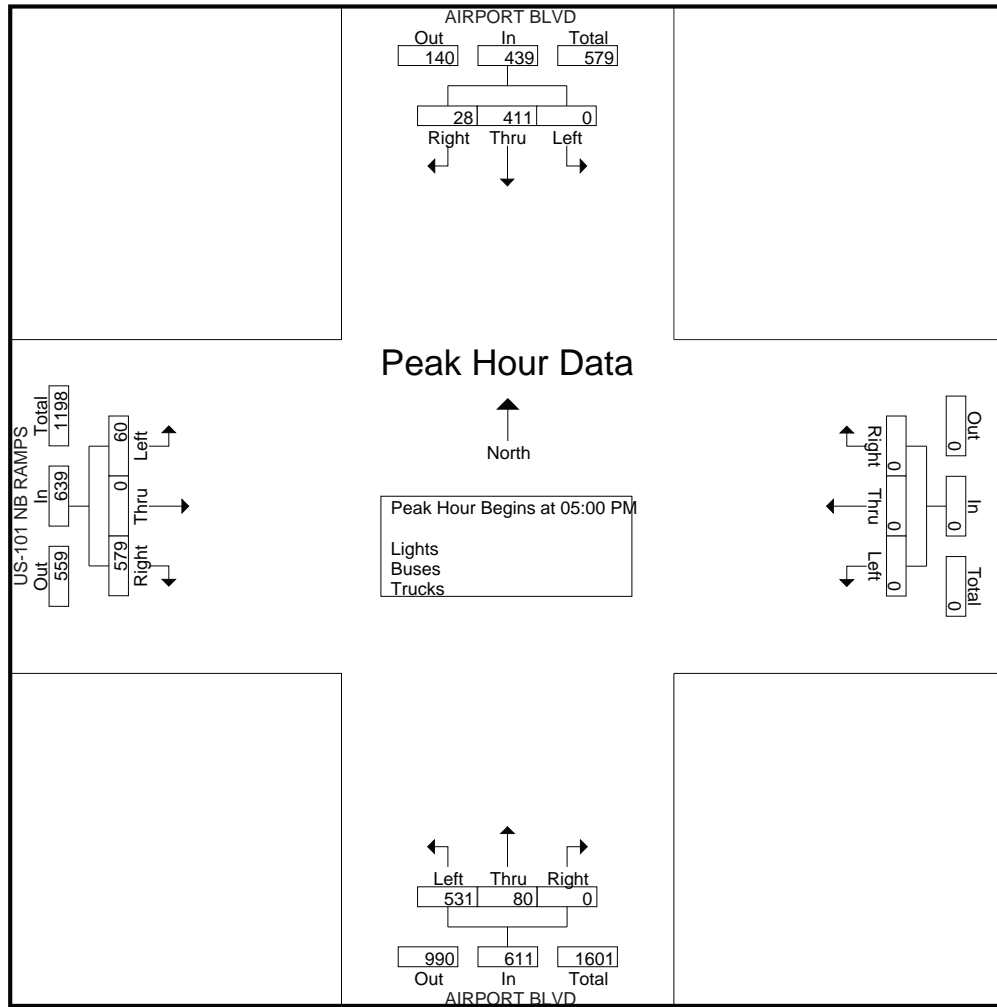 AIRPORT BLVD
Out In Total
140 439 579
28 411 0
Right Thru Left
Peak Hour Data
North
Peak Hour Begins at 05:00 PM
Lights
Buses
Trucks
US-101 NB RAMPS
Out In Total
559 639 1198
579 0 60
Right Thru Left
Out In Total
0 0 0
0 0 0
Right Thru Left
Left Thru Right
531 80 0
990 611 1601
Out In Total
AIRPORT BLVD